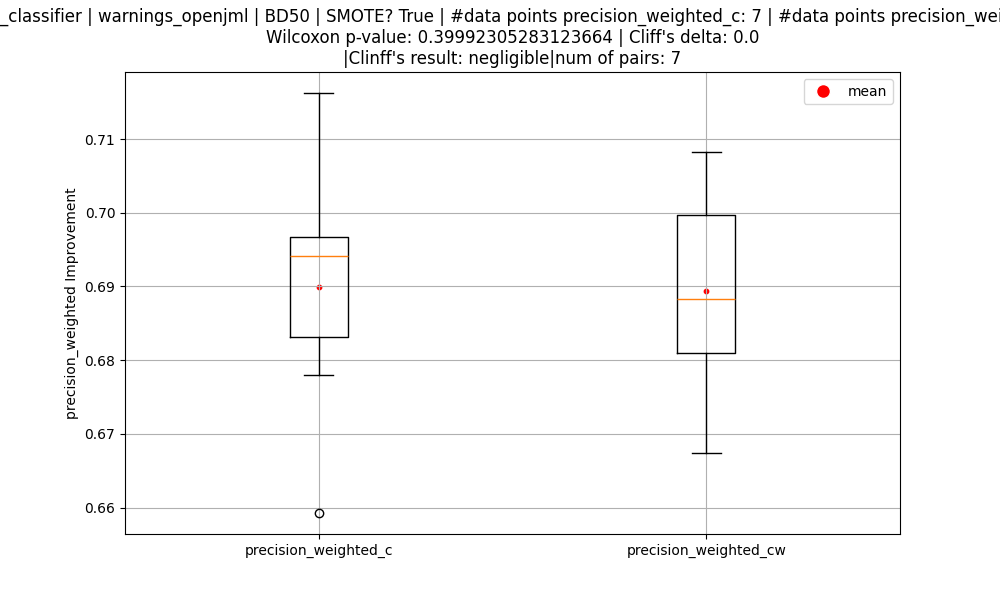 _classifier | warnings_openjml | BD50 | SMOTE? True | #data points precision_weighted_c: 7 | #data points
Wilcoxon p-value: 0.39992305283123664 | Cliff's delta: 0.0
|Clinff's result: negligible|num of pairs: 7
mean
0.71
0.70
0.69
0.68
0.67
0.66
precision_weighted Improvement
precision_weighted_c
precision_weighted_cw